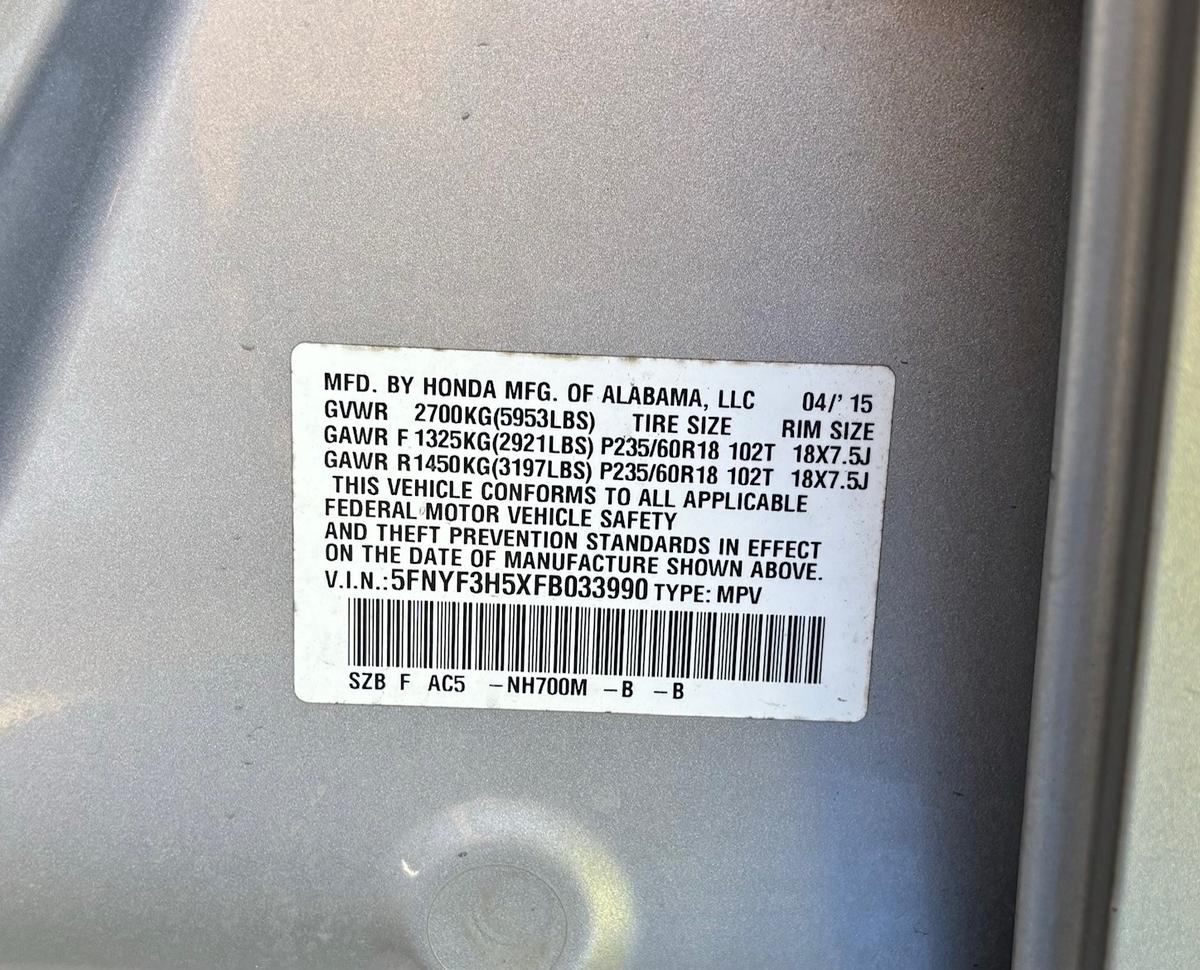 MFD. BY HONDA MFG. OF ALABAMA, LLC 04/' 15
GVWR 2700KG(5953LBS) TIRE SIZE RIM SIZE
GAWR F 1325KG(2921LBS) P235/60R18 102T 18X7.5J
GAWR R 1450KG(3197LBS) P235/60R18 102T 18X7.5J
THIS VEHICLE CONFORMS TO ALL APPLICABLE
FEDERAL MOTOR VEHICLE SAFETY
AND THEFT PREVENTION STANDARDS IN EFFECT
ON THE DATE OF MANUFACTURE SHOWN ABOVE.
V.I.N.:5FNYF3H5XFB033990 TYPE: MPV
SZB F AC5 -NH700M -B -B